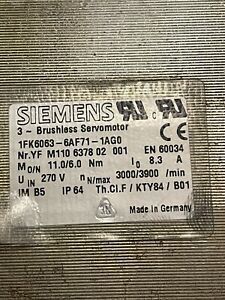 SIEMENS
3 ~ Brushless Servomotor
1FK6063-6AF71-1AG0
Nr.YF M110 6378 02 001 EN 60034
M0/N 11.0/6.0 Nm I0 8.3 A
UIN 270 V nN/max 3000/3900 /min
IM B5 IP 64 Th.Cl.F / KTY84 / B01
Made in Germany